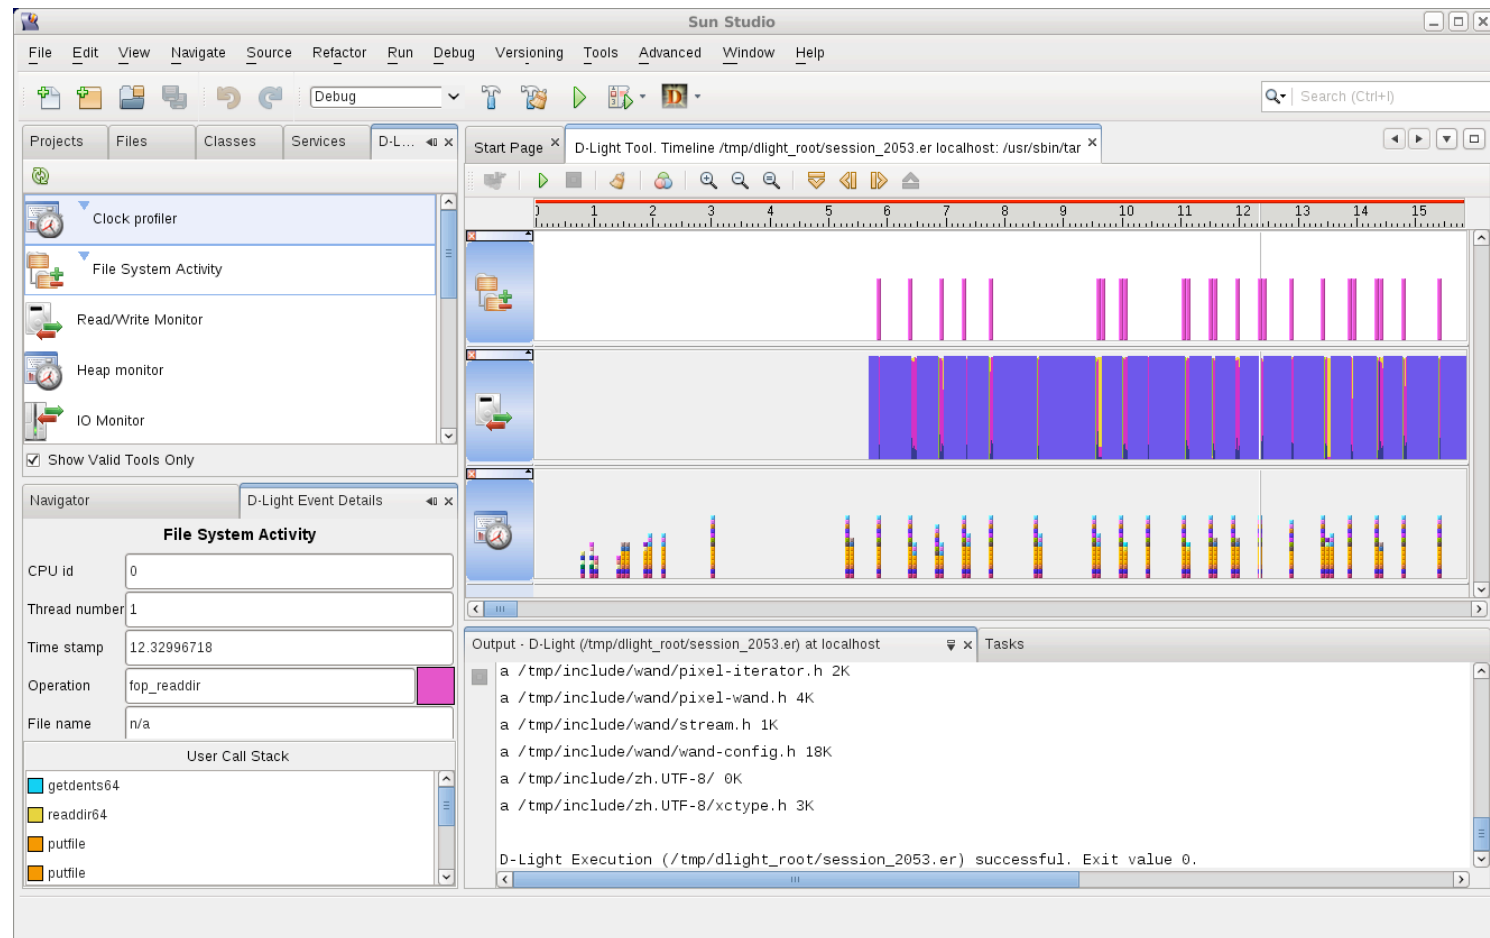 Sun Studio
File Edit View Navigate Source Refactor Run Debug Versioning Tools Advanced Window Help
Debug
Search (Ctrl+I)
Projects Files Classes Services D-L...
Start Page D-Light Tool. Timeline /tmp/dlight_root/session_2053.er localhost: /usr/sbin/tar
Clock profiler
File System Activity
Read/Write Monitor
Heap monitor
IO Monitor
Show Valid Tools Only
1 2 3 4 5 6 7 8 9 10 11 12 13 14 15
Navigator D-Light Event Details
File System Activity
CPU id 0
Thread number 1
Time stamp 12.32996718
Operation fop_readdir
File name n/a
User Call Stack
getdents64
readdir64
putfile
putfile
Output - D-Light (/tmp/dlight_root/session_2053.er) at localhost Tasks
a /tmp/include/wand/pixel-iterator.h 2K
a /tmp/include/wand/pixel-wand.h 4K
a /tmp/include/wand/stream.h 1K
a /tmp/include/wand/wand-config.h 18K
a /tmp/include/zh.UTF-8/ 0K
a /tmp/include/zh.UTF-8/xctype.h 3K
D-Light Execution (/tmp/dlight_root/session_2053.er) successful. Exit value 0.